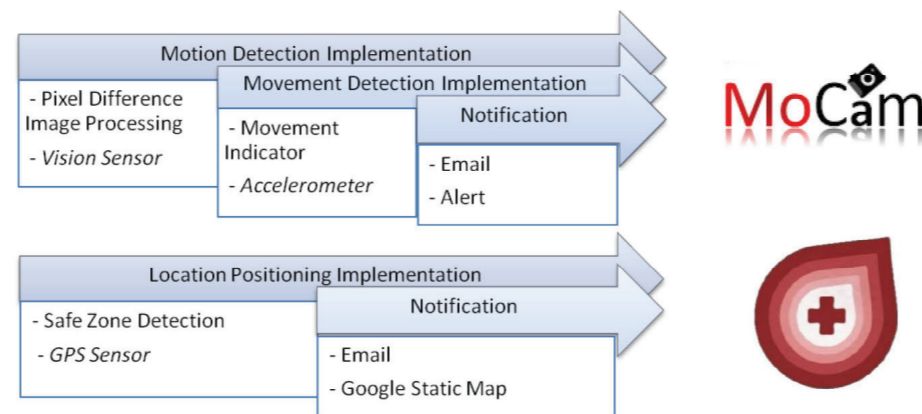 Motion Detection Implementation
Movement Detection Implementation
Notification
- Pixel Difference
Image Processing
- Vision Sensor
- Movement
Indicator
- Accelerometer
- Email
- Alert
MoCam
Location Positioning Implementation
Notification
- Safe Zone Detection
- GPS Sensor
- Email
- Google Static Map